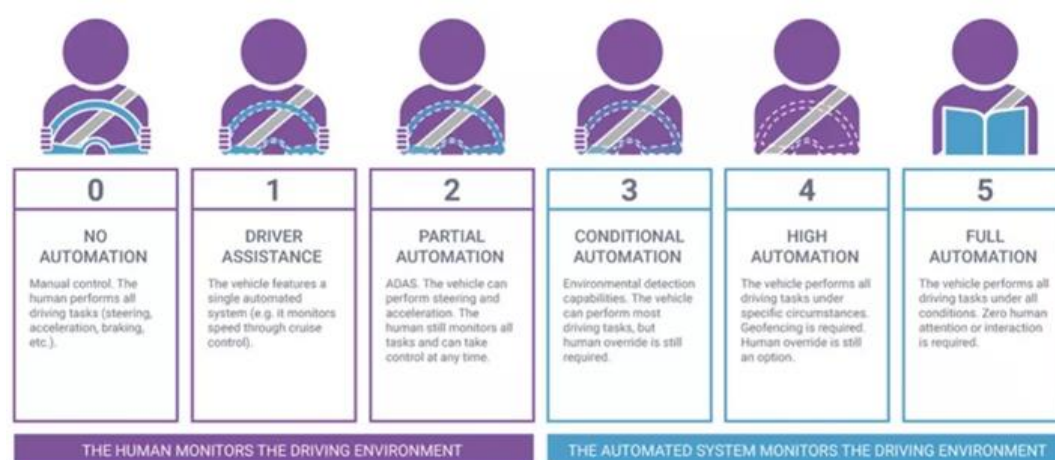 0
NO
AUTOMATION
Manual control. The
human performs all
driving tasks (steering,
acceleration, braking,
etc.).
1
DRIVER
ASSISTANCE
The vehicle features a
single automated
system (e.g. it monitors
speed through cruise
control).
2
PARTIAL
AUTOMATION
ADAS. The vehicle can
perform steering and
acceleration. The
human still monitors all
tasks and can take
control at any time.
3
CONDITIONAL
AUTOMATION
Environmental detection
capabilities. The vehicle
can perform most
driving tasks, but
human override is still
required.
4
HIGH
AUTOMATION
The vehicle performs all
driving tasks under
specific circumstances.
Geofencing is required.
Human override is still
an option.
5
FULL
AUTOMATION
The vehicle performs all
driving tasks under all
conditions. Zero human
attention or interaction
is required.
THE HUMAN MONITORS THE DRIVING ENVIRONMENT
THE AUTOMATED SYSTEM MONITORS THE DRIVING ENVIRONMENT